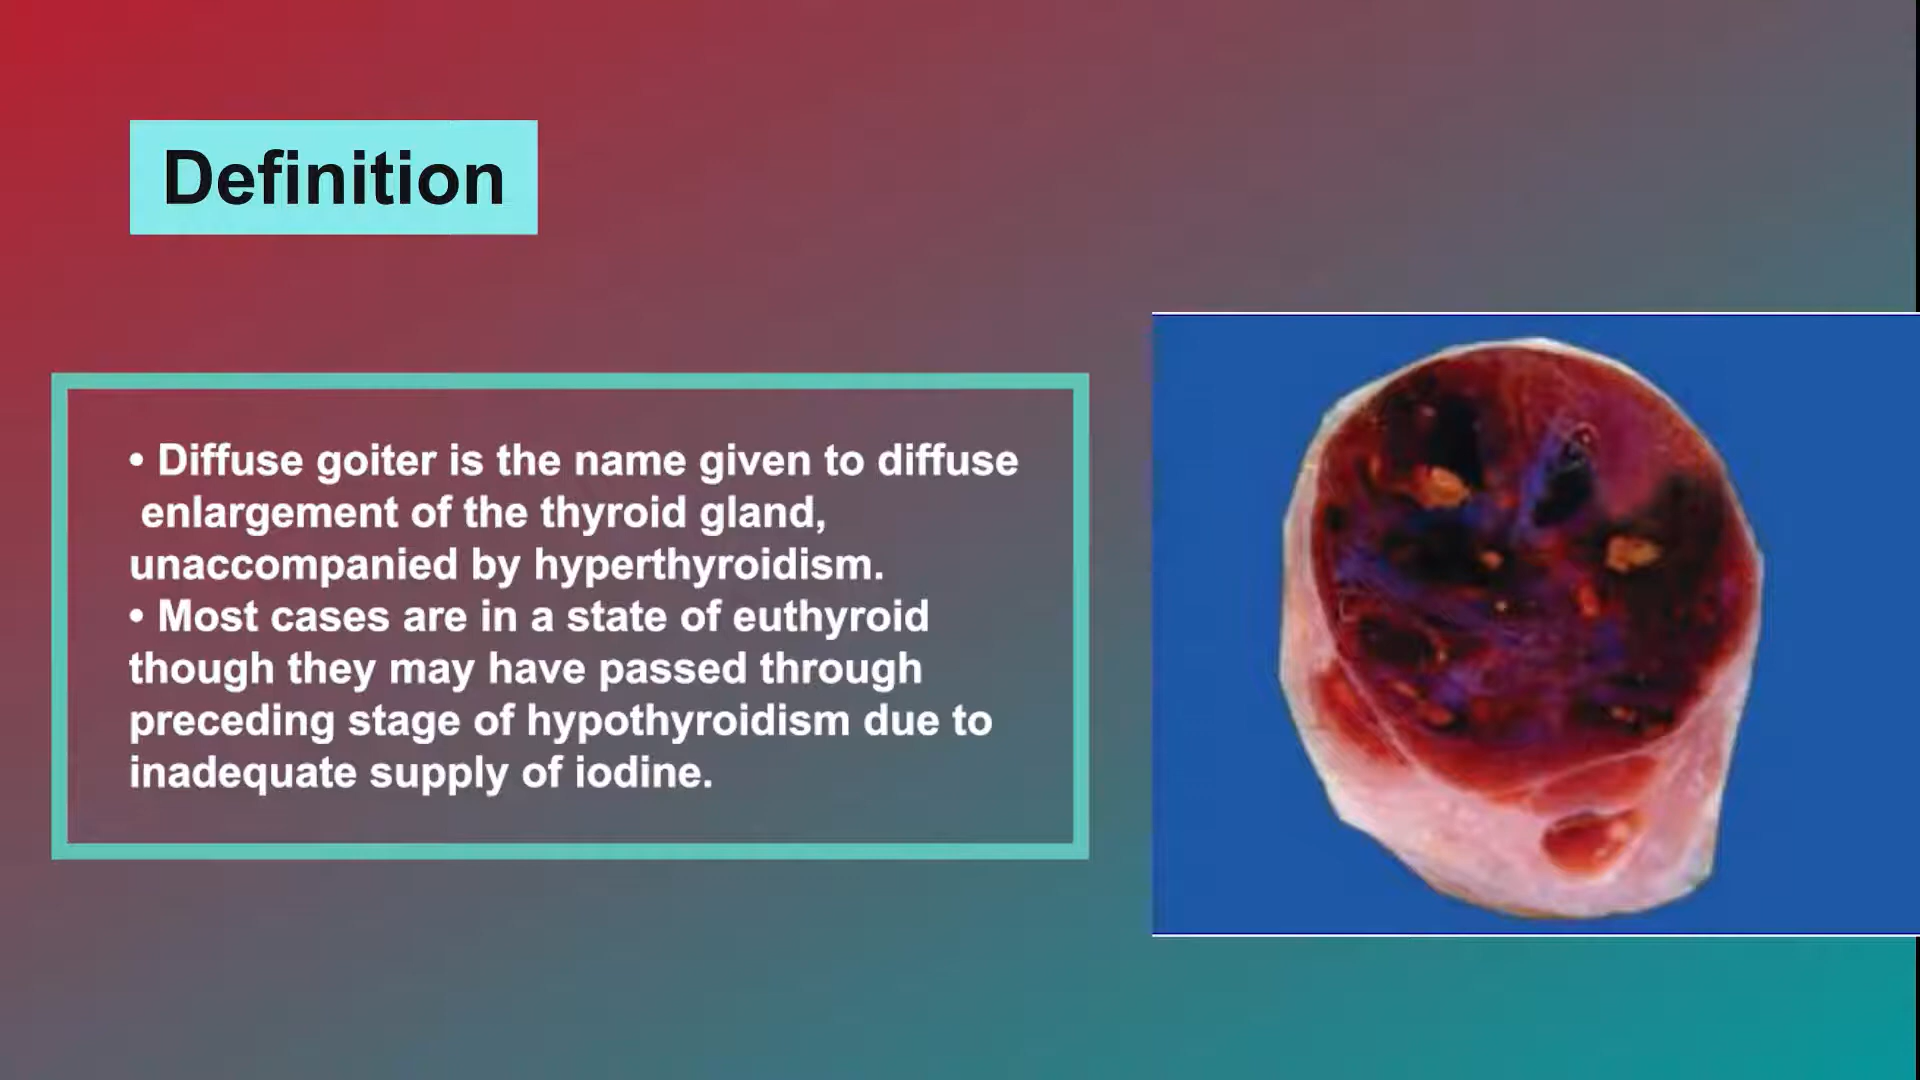 Definition
• Diffuse goiter is the name given to diffuse
enlargement of the thyroid gland,
unaccompanied by hyperthyroidism.
• Most cases are in a state of euthyroid
though they may have passed through
preceding stage of hypothyroidism due to
inadequate supply of iodine.